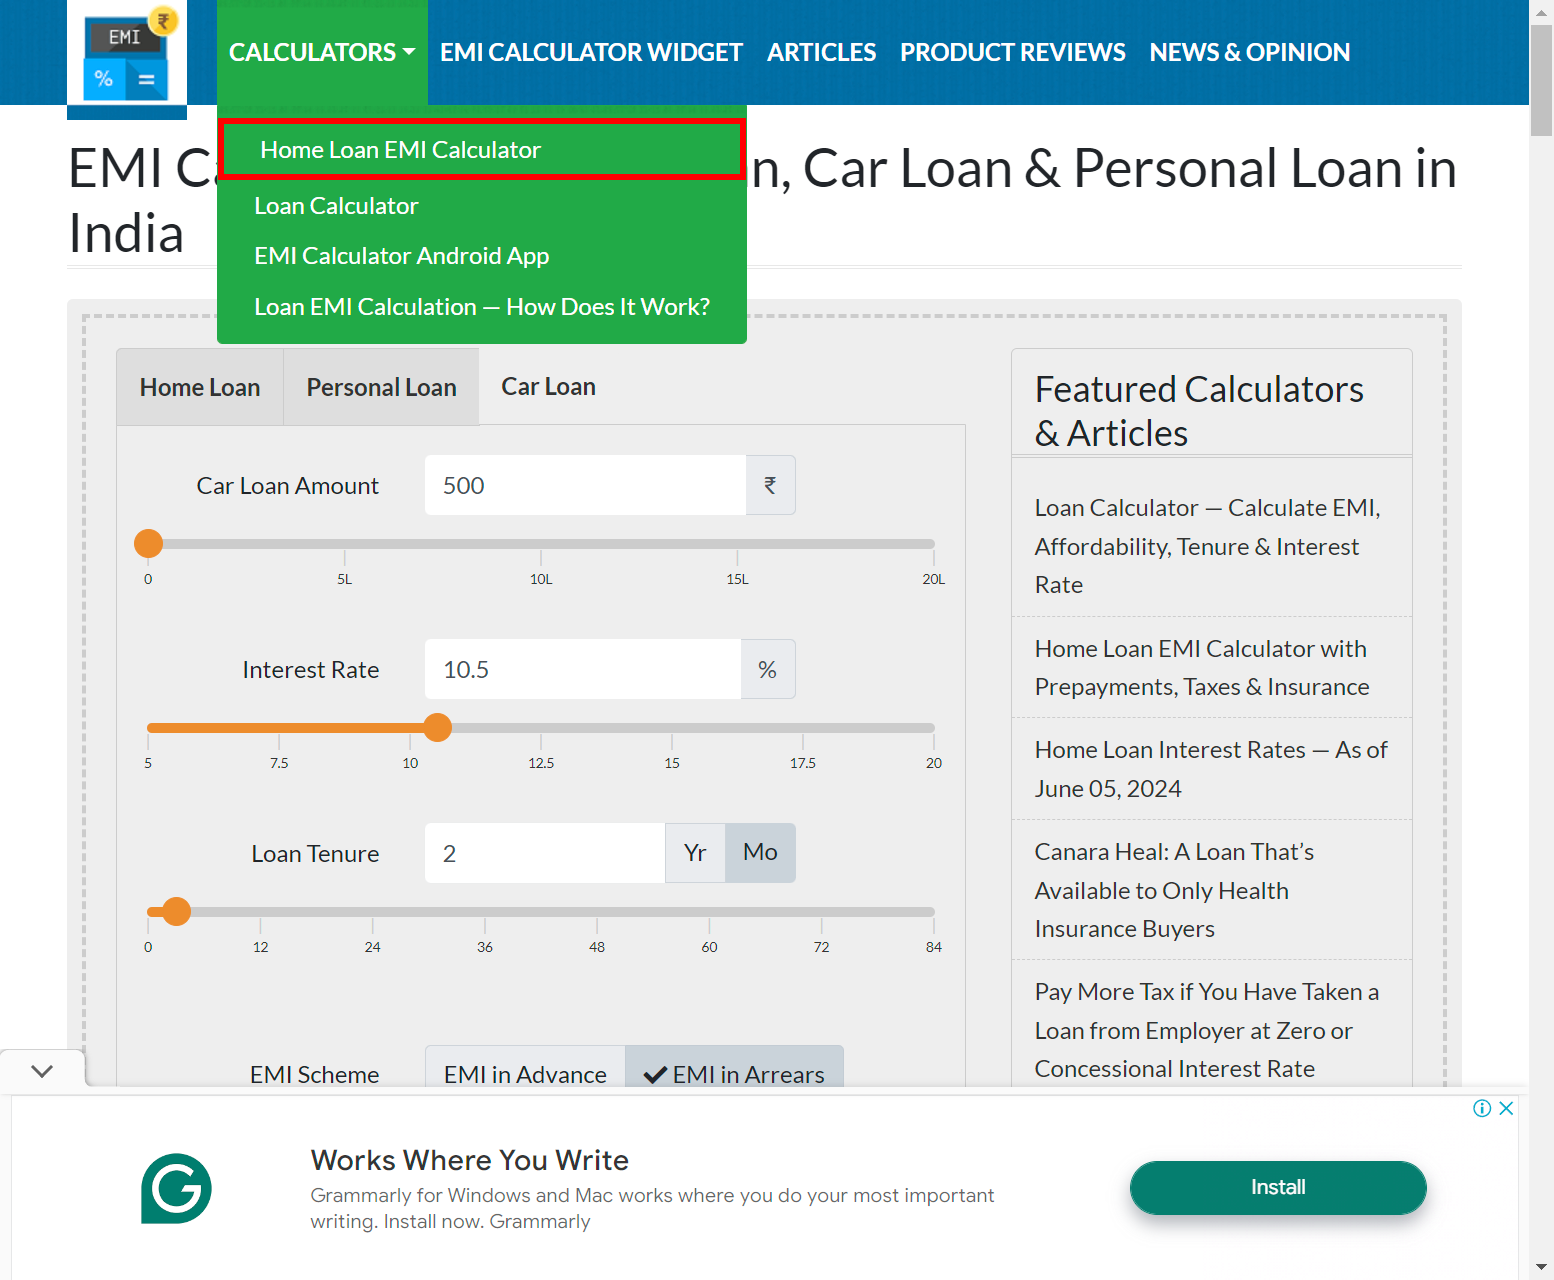 EMI
₹
%
=
CALCULATORS
EMI CALCULATOR WIDGET
ARTICLES
PRODUCT REVIEWS
NEWS & OPINION
Home Loan EMI Calculator
Loan Calculator
EMI Calculator Android App
Loan EMI Calculation — How Does It Work?
EMI C
n, Car Loan & Personal Loan in
India
Home Loan
Personal Loan
Car Loan
Car Loan Amount
500
₹
0
5L
10L
15L
20L
Interest Rate
10.5
%
5
7.5
10
12.5
15
17.5
20
Loan Tenure
2
Yr
Mo
0
12
24
36
48
60
72
84
EMI Scheme
EMI in Advance
EMI in Arrears
Featured Calculators
& Articles
Loan Calculator — Calculate EMI,
Affordability, Tenure & Interest
Rate
Home Loan EMI Calculator with
Prepayments, Taxes & Insurance
Home Loan Interest Rates — As of
June 05, 2024
Canara Heal: A Loan That's
Available to Only Health
Insurance Buyers
Pay More Tax if You Have Taken a
Loan from Employer at Zero or
Concessional Interest Rate
Works Where You Write
Grammarly for Windows and Mac works where you do your most important
writing. Install now. Grammarly
Install